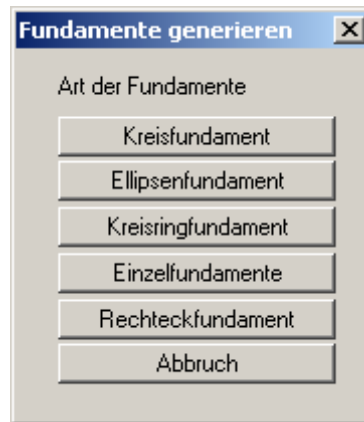 Fundamente generieren
Art der Fundamente
Kreisfundament
Ellipsenfundament
Kreisringfundament
Einzelfundamente
Rechteckfundament
Abbruch